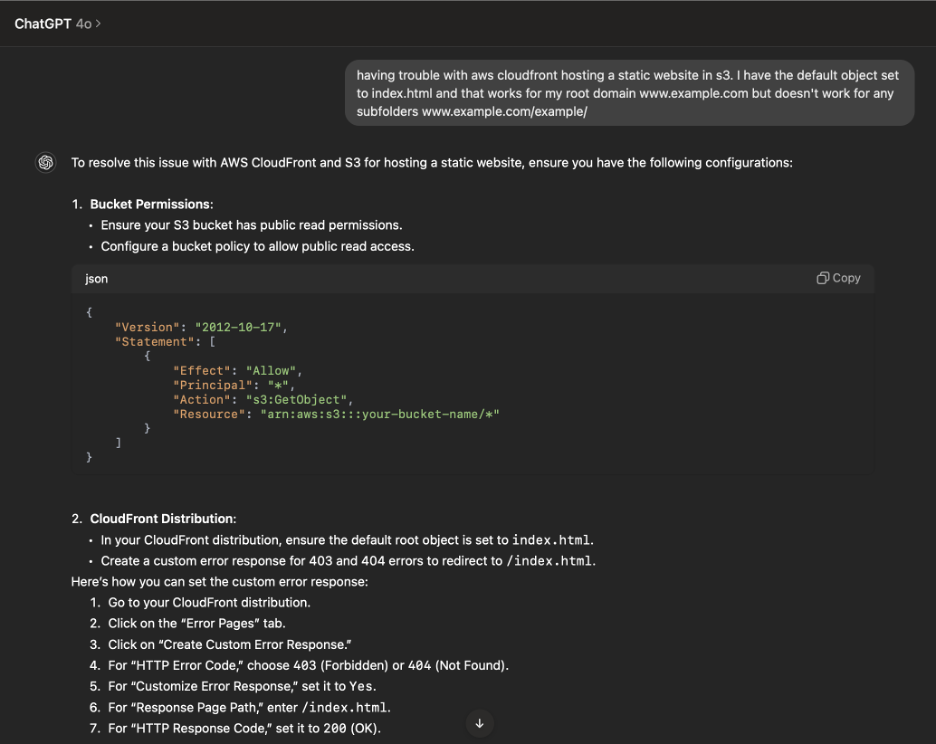 ChatGPT 4o >
having trouble with aws cloudfront hosting a static website in s3. I have the default object set
to index.html and that works for my root domain www.example.com but doesn't work for any
subfolders www.example.com/example/
To resolve this issue with AWS CloudFront and S3 for hosting a static website, ensure you have the following configurations:
1. Bucket Permissions:
• Ensure your S3 bucket has public read permissions.
• Configure a bucket policy to allow public read access.
json
Copy
{
    "Version": "2012-10-17",
    "Statement": [
        {
            "Effect": "Allow",
            "Principal": "*",
            "Action": "s3:GetObject",
            "Resource": "arn:aws:s3:::your-bucket-name/*"
        }
    ]
}
2. CloudFront Distribution:
• In your CloudFront distribution, ensure the default root object is set to index.html.
• Create a custom error response for 403 and 404 errors to redirect to /index.html.
Here's how you can set the custom error response:
1. Go to your CloudFront distribution.
2. Click on the “Error Pages” tab.
3. Click on “Create Custom Error Response.”
4. For “HTTP Error Code,” choose 403 (Forbidden) or 404 (Not Found).
5. For “Customize Error Response,” set it to Yes.
6. For “Response Page Path,” enter /index.html.
7. For “HTTP Response Code,” set it to 200 (OK).